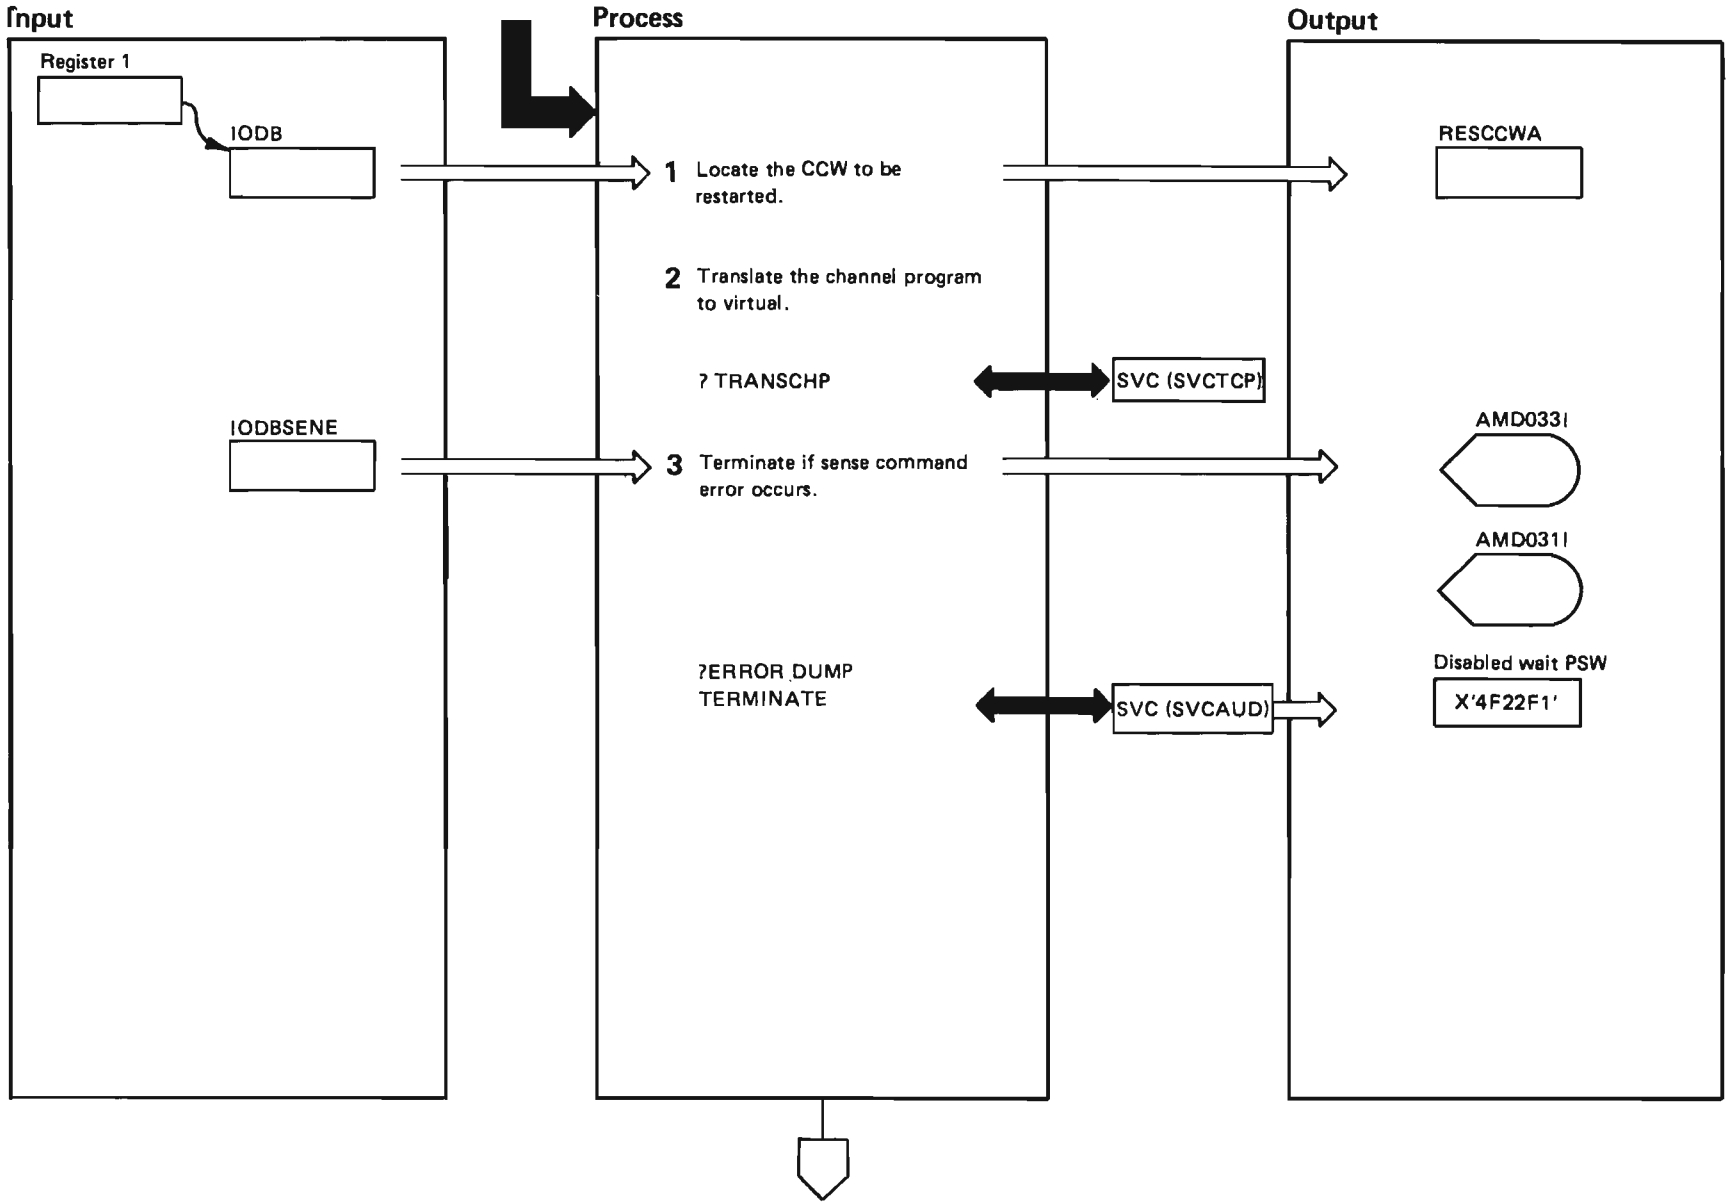 Input
Process
Output
Register 1
IODB
1 Locate the CCW to be
restarted.
RESCCWA
2 Translate the channel program
to virtual.
? TRANSCHP
SVC (SVCTCP)
IODBSENE
3 Terminate if sense command
error occurs.
AMD033I
AMD031I
?ERROR DUMP
TERMINATE
SVC (SVCAUD)
Disabled wait PSW
X'4F22F1'